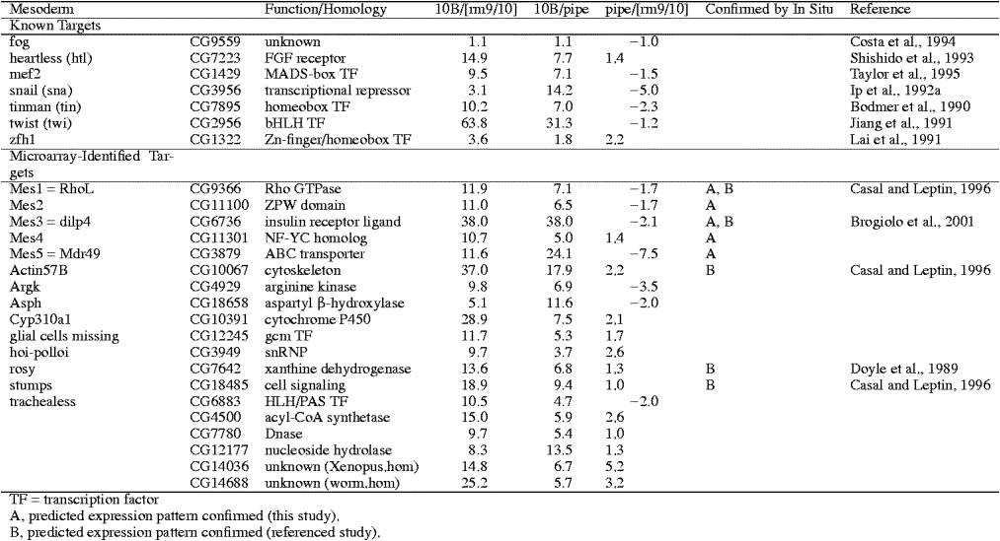 Mesoderm Function/Homology 10B/[rm9/10] 10B/pipe pipe/[rm9/10] Confirmed by In Situ Reference
Known Targets
fog CG9559 unknown 1.1 1.1 −1.0 Costa et al., 1994
heartless (htl) CG7223 FGF receptor 14.9 7.7 1,4 Shishido et al., 1993
mef2 CG1429 MADS-box TF 9.5 7.1 −1.5 Taylor et al., 1995
snail (sna) CG3956 transcriptional repressor 3.1 14.2 −5.0 Ip et al., 1992a
tinman (tin) CG7895 homeobox TF 10.2 7.0 −2.3 Bodmer et al., 1990
twist (twi) CG2956 bHLH TF 63.8 31.3 −1.2 Jiang et al., 1991
zfh1 CG1322 Zn-finger/homeobox TF 3.6 1.8 2,2 Lai et al., 1991
Microarray-Identified Tar-
gets
Mes1 = RhoL CG9366 Rho GTPase 11.9 7.1 −1.7 A, B Casal and Leptin, 1996
Mes2 CG11100 ZPW domain 11.0 6.5 −1.7 A
Mes3 = dilp4 CG6736 insulin receptor ligand 38.0 38.0 −2.1 A, B Brogiolo et al., 2001
Mes4 CG11301 NF-YC homolog 10.7 5.0 1,4 A
Mes5 = Mdr49 CG3879 ABC transporter 11.6 24.1 −7.5 A
Actin57B CG10067 cytoskeleton 37.0 17.9 2,2 B Casal and Leptin, 1996
Argk CG4929 arginine kinase 9.8 6.9 −3.5
Asph CG18658 aspartyl β-hydroxylase 5.1 11.6 −2.0
Cyp310a1 CG10391 cytochrome P450 28.9 7.5 2,1
glial cells missing CG12245 gcm TF 11.7 5.3 1,7
hoi-polloi CG3949 snRNP 9.7 3.7 2,6
rosy CG7642 xanthine dehydrogenase 13.6 6.8 1,3 B Doyle et al., 1989
stumps CG18485 cell signaling 18.9 9.4 1,0 B Casal and Leptin, 1996
trachealess CG6883 HLH/PAS TF 10.5 4.7 −2.0
CG4500 acyl-CoA synthetase 15.0 5.9 2,6
CG7780 Dnase 9.7 5.4 1,0
CG12177 nucleoside hydrolase 8.3 13.5 1,3
CG14036 unknown (Xenopus,hom) 14.8 6.7 5,2
CG14688 unknown (worm,hom) 25.2 5.7 3,2
TF = transcription factor
A, predicted expression pattern confirmed (this study),
B, predicted expression pattern confirmed (referenced study),